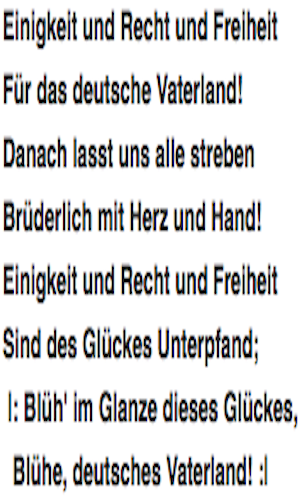 Einigkeit und Recht und Freiheit
Für das deutsche Vaterland!
Danach lasst uns alle streben
Brüderlich mit Herz und Hand!
Einigkeit und Recht und Freiheit
Sind des Glückes Unterpfand;
|: Blüh' im Glanze dieses Glückes,
Blühe, deutsches Vaterland! :|